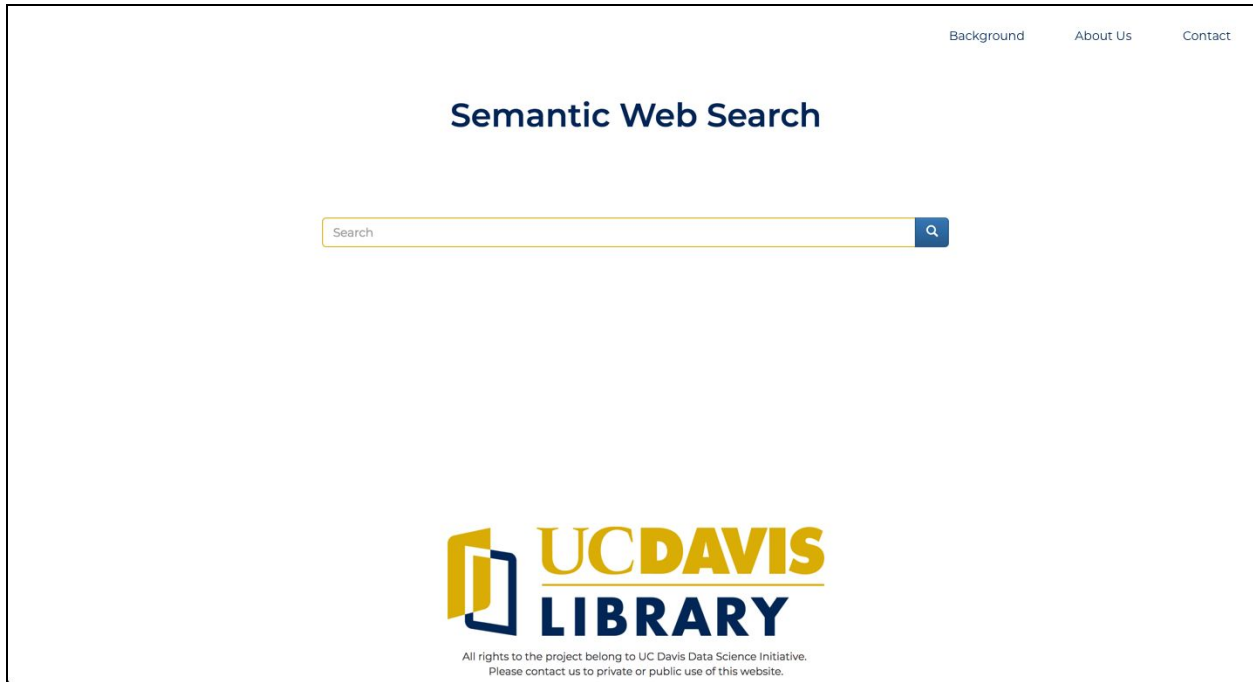 Background About Us Contact
Semantic Web Search
Search
UCDAVIS
LIBRARY
All rights to the project belong to UC Davis Data Science Initiative.
Please contact us to private or public use of this website.